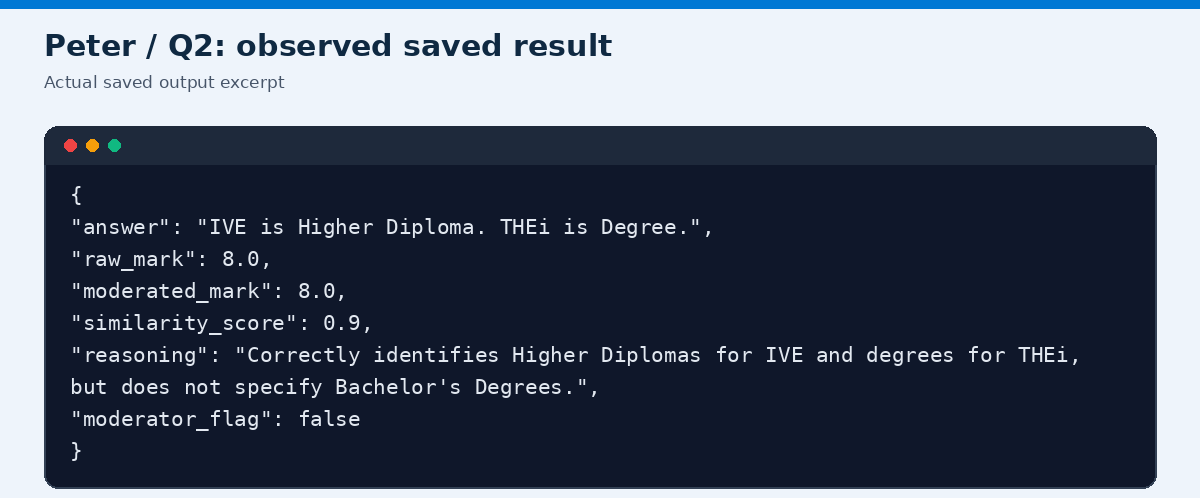 Peter / Q2: observed saved result
Actual saved output excerpt
{
"answer": "IVE is Higher Diploma. THEi is Degree.",
"raw_mark": 8.0,
"moderated_mark": 8.0,
"similarity_score": 0.9,
"reasoning": "Correctly identifies Higher Diplomas for IVE and degrees for THEi,
but does not specify Bachelor's Degrees.",
"moderator_flag": false
}